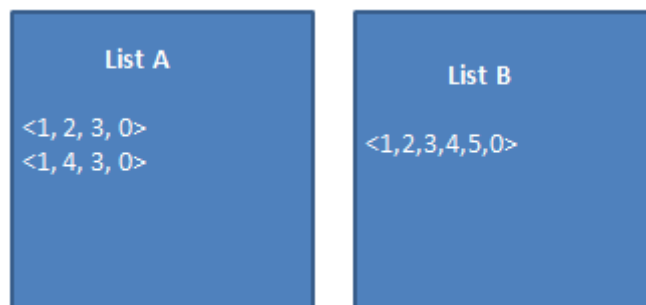 List A
<1, 2, 3, 0>
<1, 4, 3, 0>
List B
<1,2,3,4,5,0>